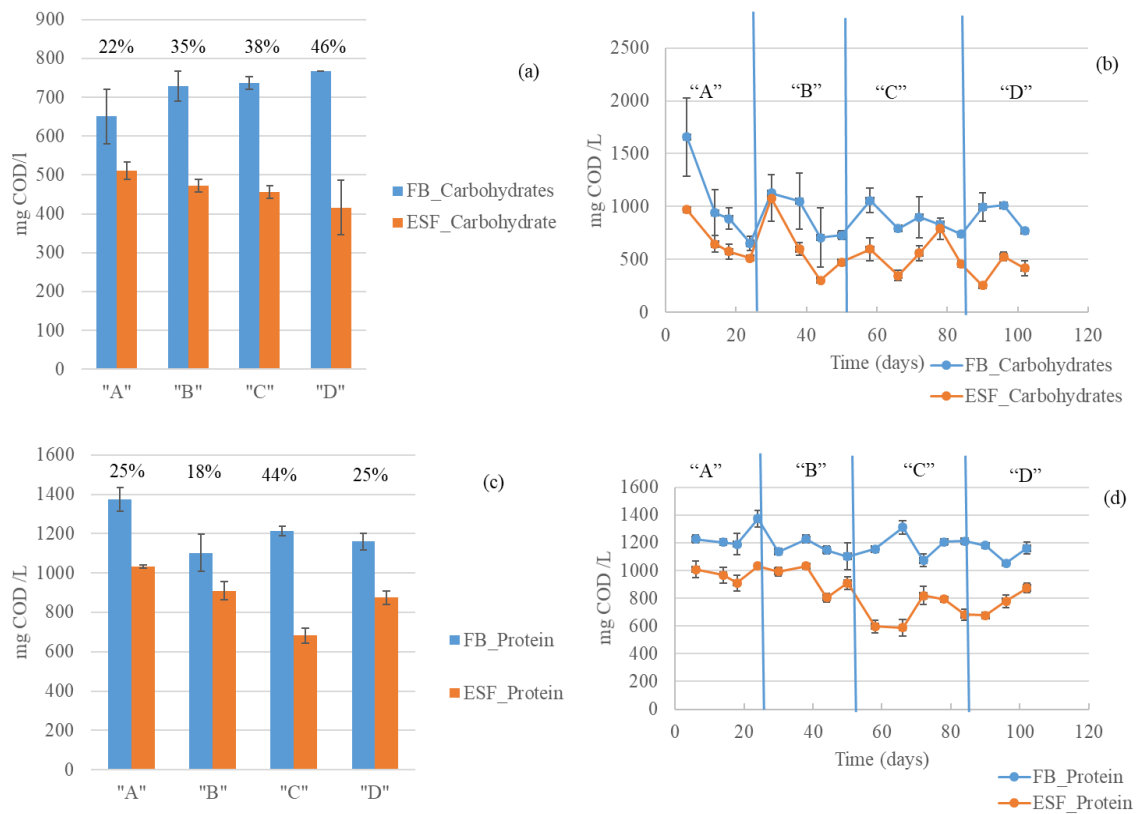 900
800
700
600
500
400
300
200
100
0
mg COD/l
22% 35% 38% 46%
(a)
FB_Carbohydrates
ESF_Carbohydrate
"A" "B" "C" "D"
2500
2000
1500
1000
500
0
mg COD /L
“A” “B” “C” “D”
(b)
0 20 40 60 80 100 120
Time (days)
FB_Carbohydrates
ESF_Carbohydrates
1600
1400
1200
1000
800
600
400
200
0
mg COD /L
25% 18% 44% 25%
(c)
FB_Protein
ESF_Protein
"A" "B" "C" "D"
1600
1400
1200
1000
800
600
400
200
0
mg COD /L
“A” “B” “C” “D”
(d)
0 20 40 60 80 100 120
Time (days)
FB_Protein
ESF_Protein